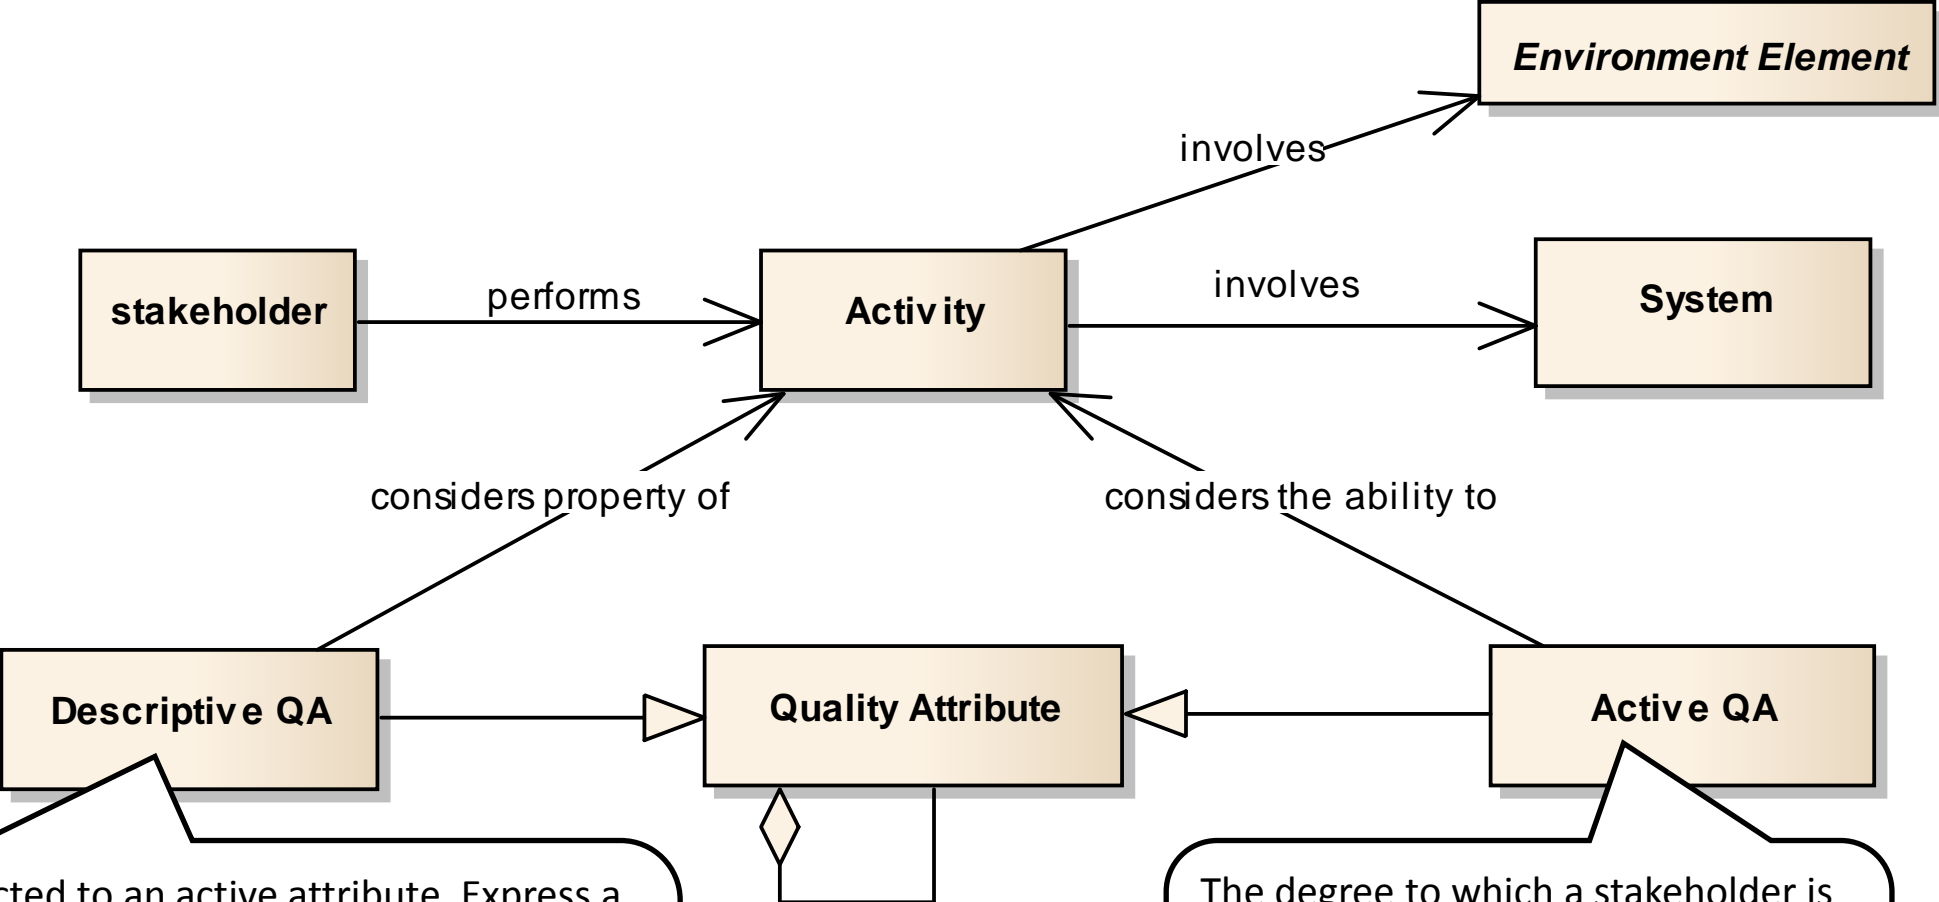 Environment Element
involves
stakeholder
performs
Activity
involves
System
considers property of
considers the ability to
Descriptive QA
Quality Attribute
Active QA
to an active attribute. Express a
The degree to which a stakeholder is